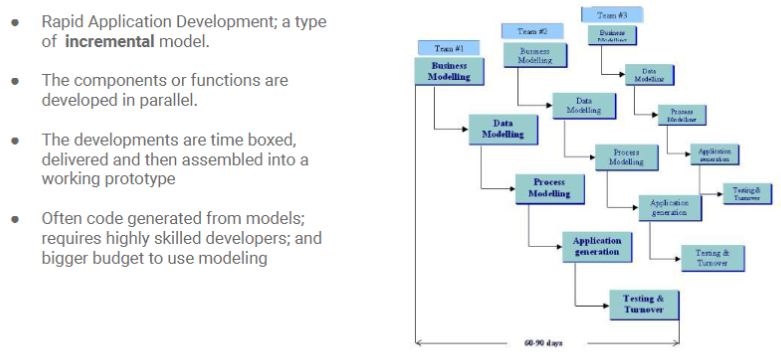 ● Rapid Application Development; a type
of incremental model.
● The components or functions are
developed in parallel.
● The developments are time boxed,
delivered and then assembled into a
working prototype
● Often code generated from models;
requires highly skilled developers; and
bigger budget to use modeling
Team #1
Business
Modelling
Data
Modelling
Process
Modelling
Application
generation
Testing &
Turnover
Team #2
Business
Modelling
Data
Modelling
Process
Modelling
Application
generation
Testing &
Turnover
Team #3
Business
Modelling
Data
Modelling
Process
Modelling
Application
generation
Testing &
Turnover
60-90 days